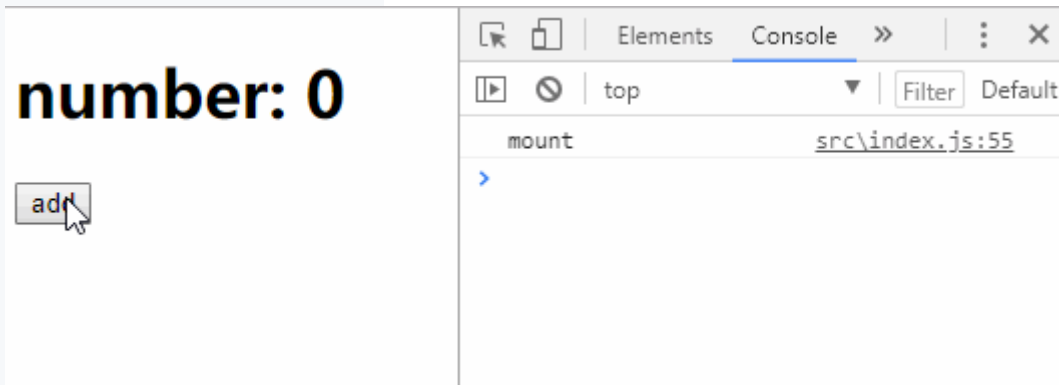 number: 0
add
Elements Console »
top ▼ Filter Default
mount src\index.js:55
>